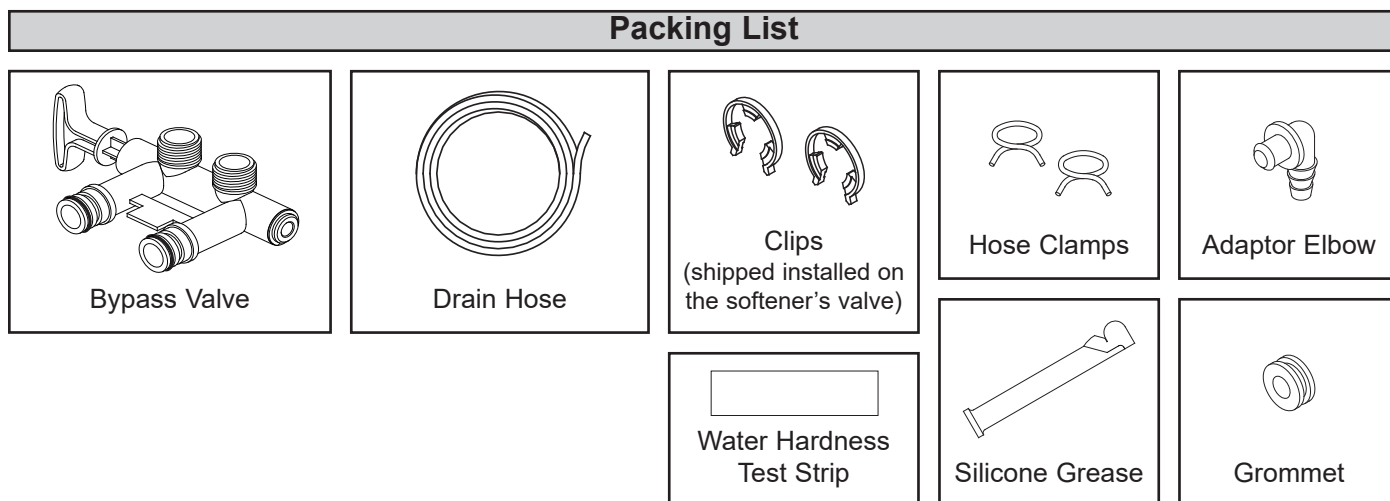 Packing List
Bypass Valve
Drain Hose
Clips
(shipped installed on
the softener’s valve)
Hose Clamps
Adaptor Elbow
Water Hardness
Test Strip
Silicone Grease
Grommet